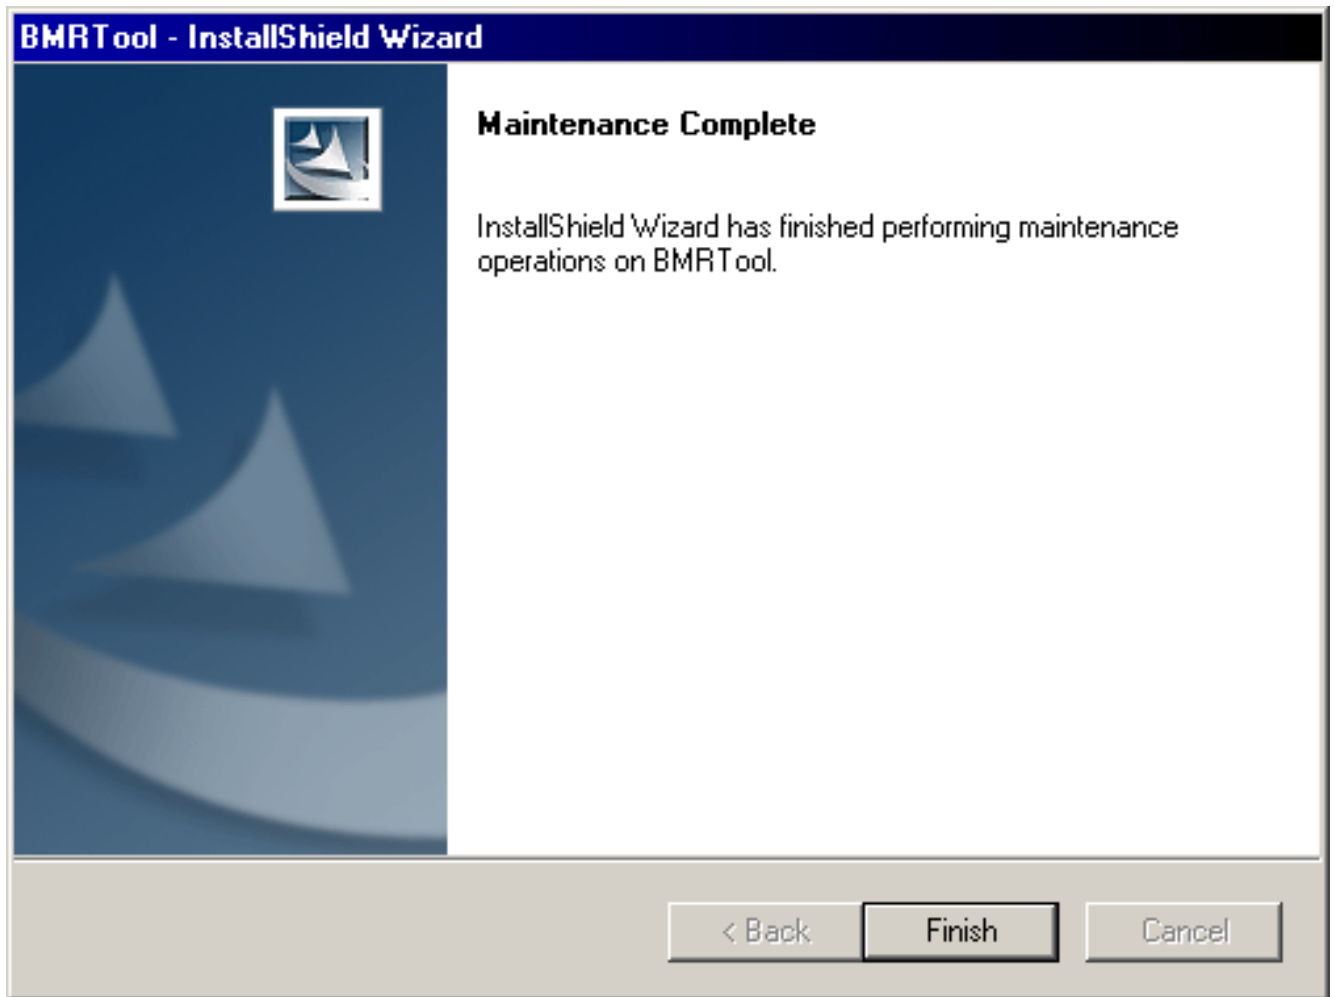 BMRTool - InstallShield Wizard
Maintenance Complete
InstallShield Wizard has finished performing maintenance
operations on BMRTool.
< Back
Finish
Cancel